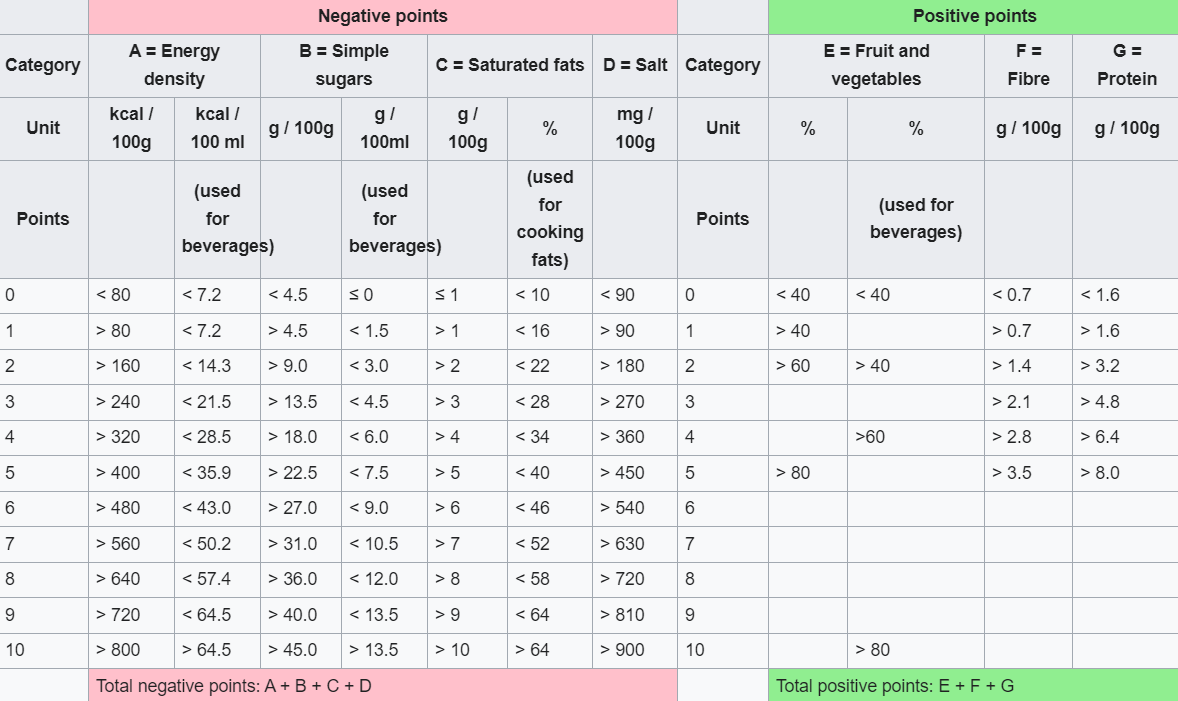 Negative points Positive points
Category A = Energy density B = Simple sugars C = Saturated fats D = Salt Category E = Fruit and vegetables F = Fibre G = Protein
Unit kcal / 100g kcal / 100 ml g / 100g g / 100ml g / 100g % mg / 100g Unit % % g / 100g g / 100g
Points (used for beverages) (used for beverages) (used for cooking fats) Points (used for beverages)
0 < 80 < 7.2 < 4.5 ≤ 0 ≤ 1 < 10 < 90 0 < 40 < 40 < 0.7 < 1.6
1 > 80 < 7.2 > 4.5 < 1.5 > 1 < 16 > 90 1 > 40 > 0.7 > 1.6
2 > 160 < 14.3 > 9.0 < 3.0 > 2 < 22 > 180 2 > 60 > 40 > 1.4 > 3.2
3 > 240 < 21.5 > 13.5 < 4.5 > 3 < 28 > 270 3 > 2.1 > 4.8
4 > 320 < 28.5 > 18.0 < 6.0 > 4 < 34 > 360 4 >60 > 2.8 > 6.4
5 > 400 < 35.9 > 22.5 < 7.5 > 5 < 40 > 450 5 > 80 > 3.5 > 8.0
6 > 480 < 43.0 > 27.0 < 9.0 > 6 < 46 > 540 6
7 > 560 < 50.2 > 31.0 < 10.5 > 7 < 52 > 630 7
8 > 640 < 57.4 > 36.0 < 12.0 > 8 < 58 > 720 8
9 > 720 < 64.5 > 40.0 < 13.5 > 9 < 64 > 810 9
10 > 800 > 64.5 > 45.0 > 13.5 > 10 > 64 > 900 10 > 80
Total negative points: A + B + C + D Total positive points: E + F + G